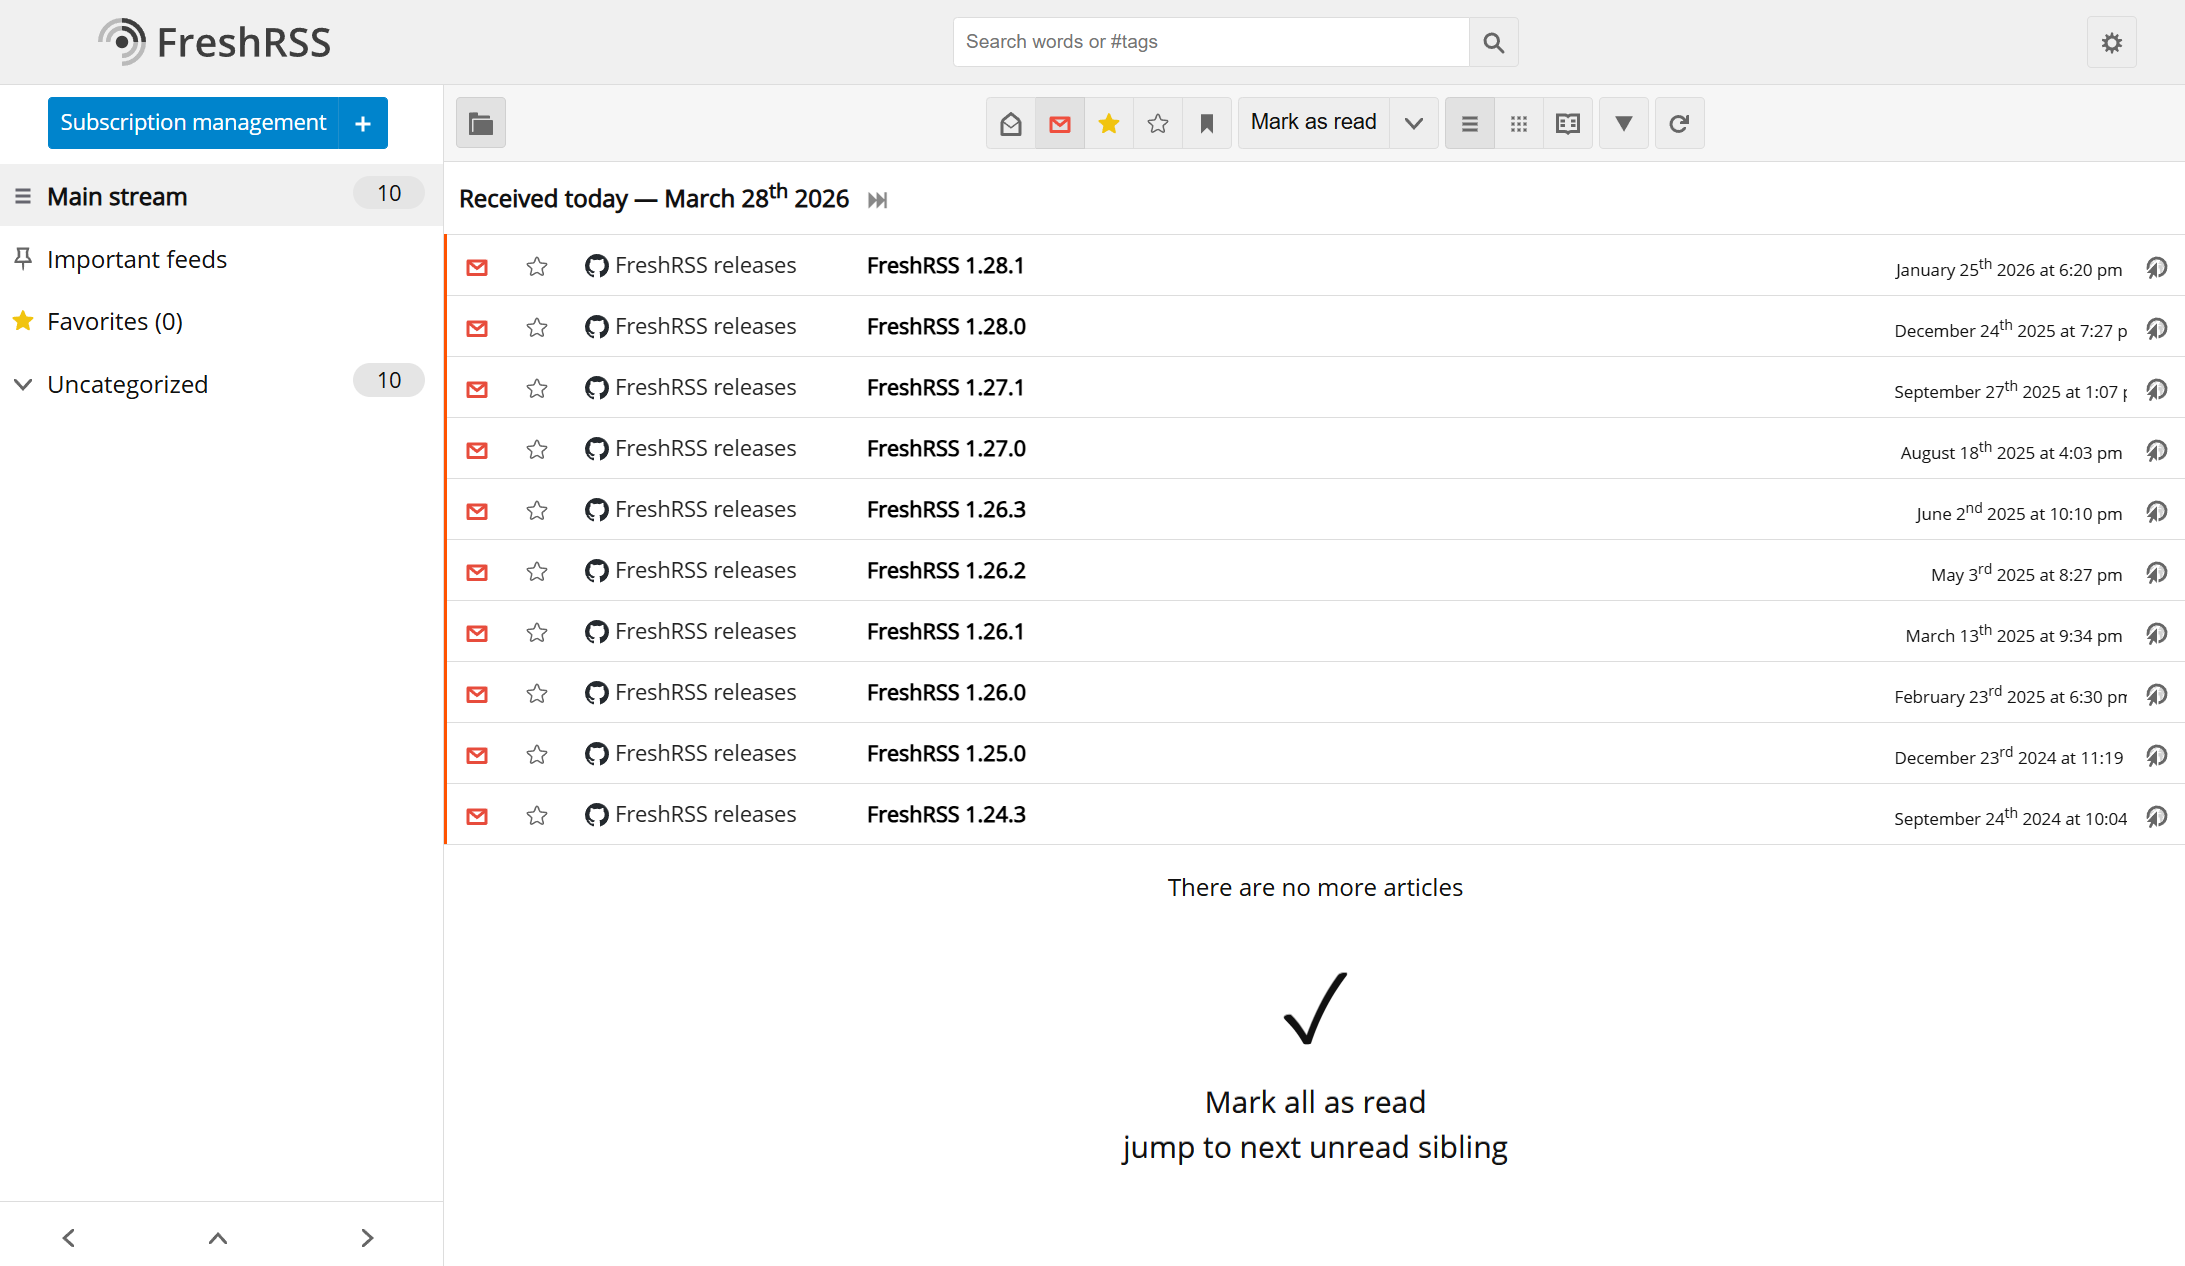 FreshRSS
Search words or #tags
Subscription management +
Mark as read
Main stream 10
Important feeds
Favorites (0)
Uncategorized 10
Received today — March 28th 2026
FreshRSS releases FreshRSS 1.28.1 January 25th 2026 at 6:20 pm
FreshRSS releases FreshRSS 1.28.0 December 24th 2025 at 7:27 p
FreshRSS releases FreshRSS 1.27.1 September 27th 2025 at 1:07
FreshRSS releases FreshRSS 1.27.0 August 18th 2025 at 4:03 pm
FreshRSS releases FreshRSS 1.26.3 June 2nd 2025 at 10:10 pm
FreshRSS releases FreshRSS 1.26.2 May 3rd 2025 at 8:27 pm
FreshRSS releases FreshRSS 1.26.1 March 13th 2025 at 9:34 pm
FreshRSS releases FreshRSS 1.26.0 February 23rd 2025 at 6:30 pm
FreshRSS releases FreshRSS 1.25.0 December 23rd 2024 at 11:19
FreshRSS releases FreshRSS 1.24.3 September 24th 2024 at 10:04
There are no more articles
Mark all as read
jump to next unread sibling